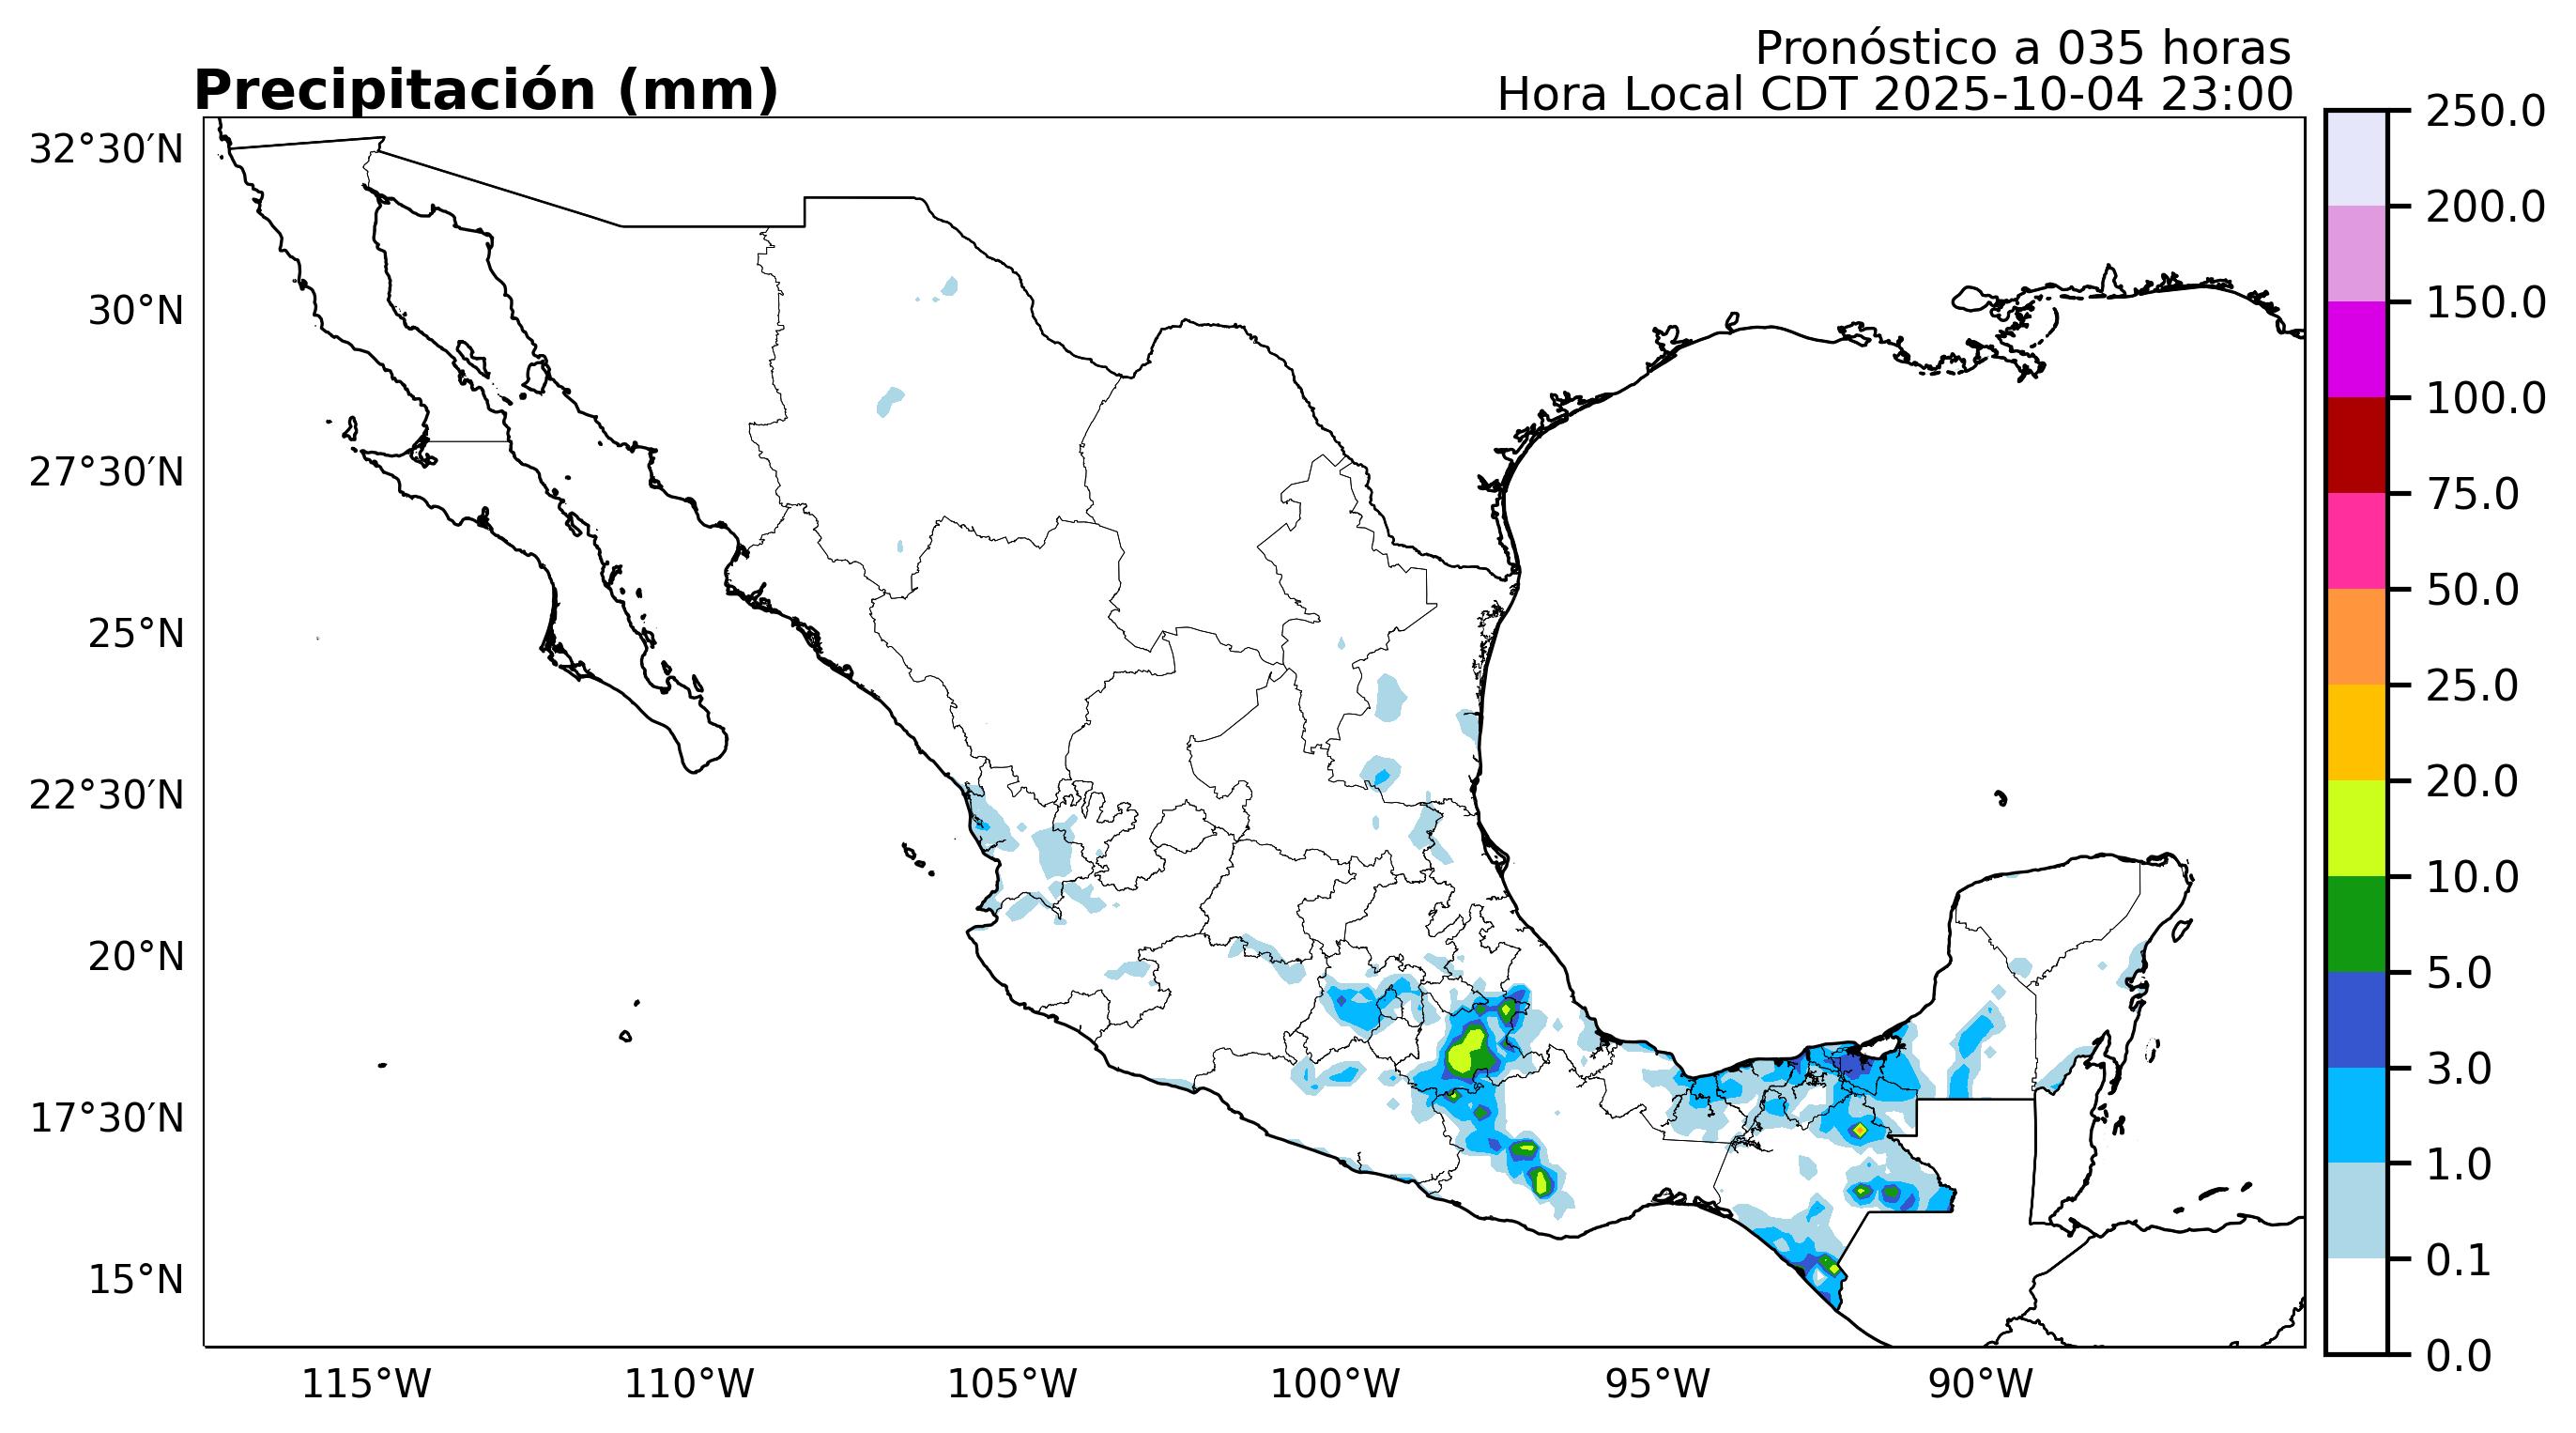 Pronóstico a 035 horas
Precipitación (mm)
Hora Local CDT 2025-10-04 23:00
32°30′N
30°N
27°30′N
25°N
22°30′N
20°N
17°30′N
15°N
115°W
110°W
105°W
100°W
95°W
90°W
250.0
200.0
150.0
100.0
75.0
50.0
25.0
20.0
10.0
5.0
3.0
1.0
0.1
0.0